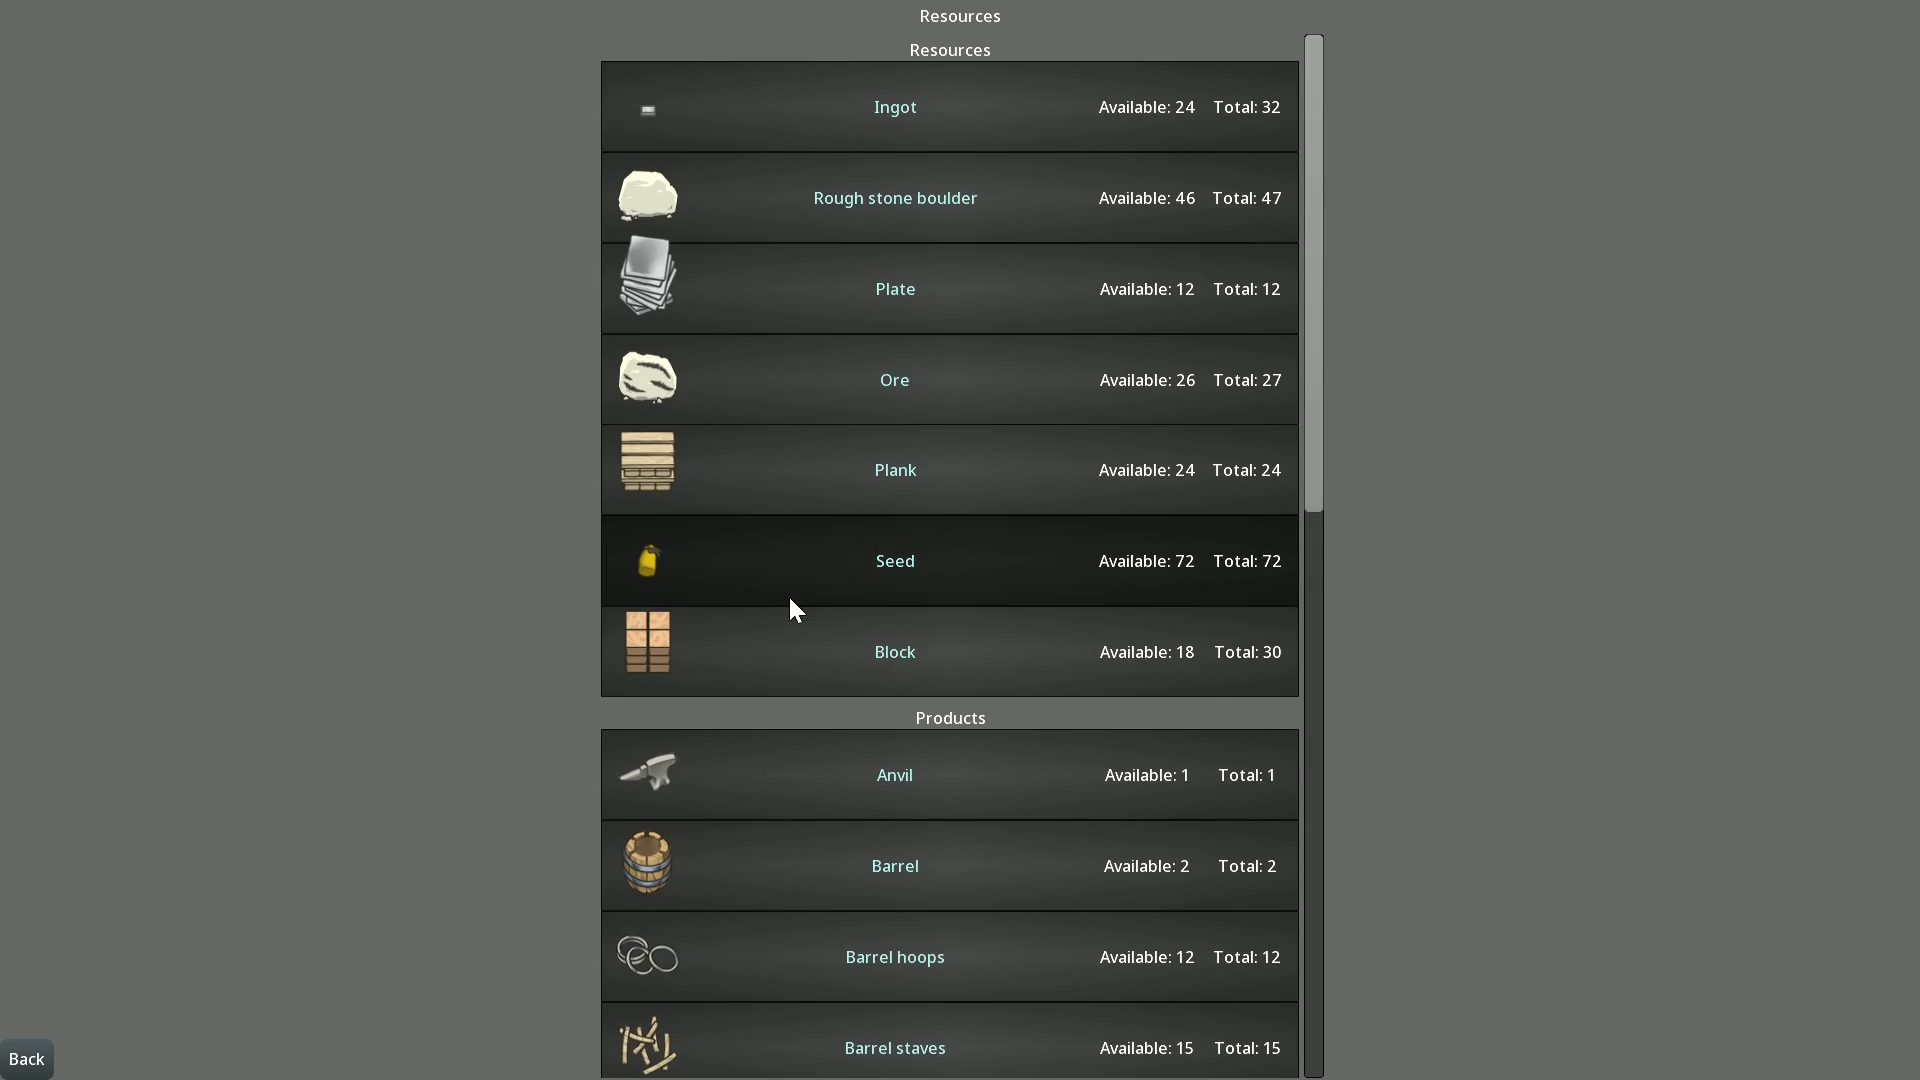 Resources
Resources
Ingot Available: 24 Total: 32
Rough stone boulder Available: 46 Total: 47
Plate Available: 12 Total: 12
Ore Available: 26 Total: 27
Plank Available: 24 Total: 24
Seed Available: 72 Total: 72
Block Available: 18 Total: 30
Products
Anvil Available: 1 Total: 1
Barrel Available: 2 Total: 2
Barrel hoops Available: 12 Total: 12
Barrel staves Available: 15 Total: 15
Back